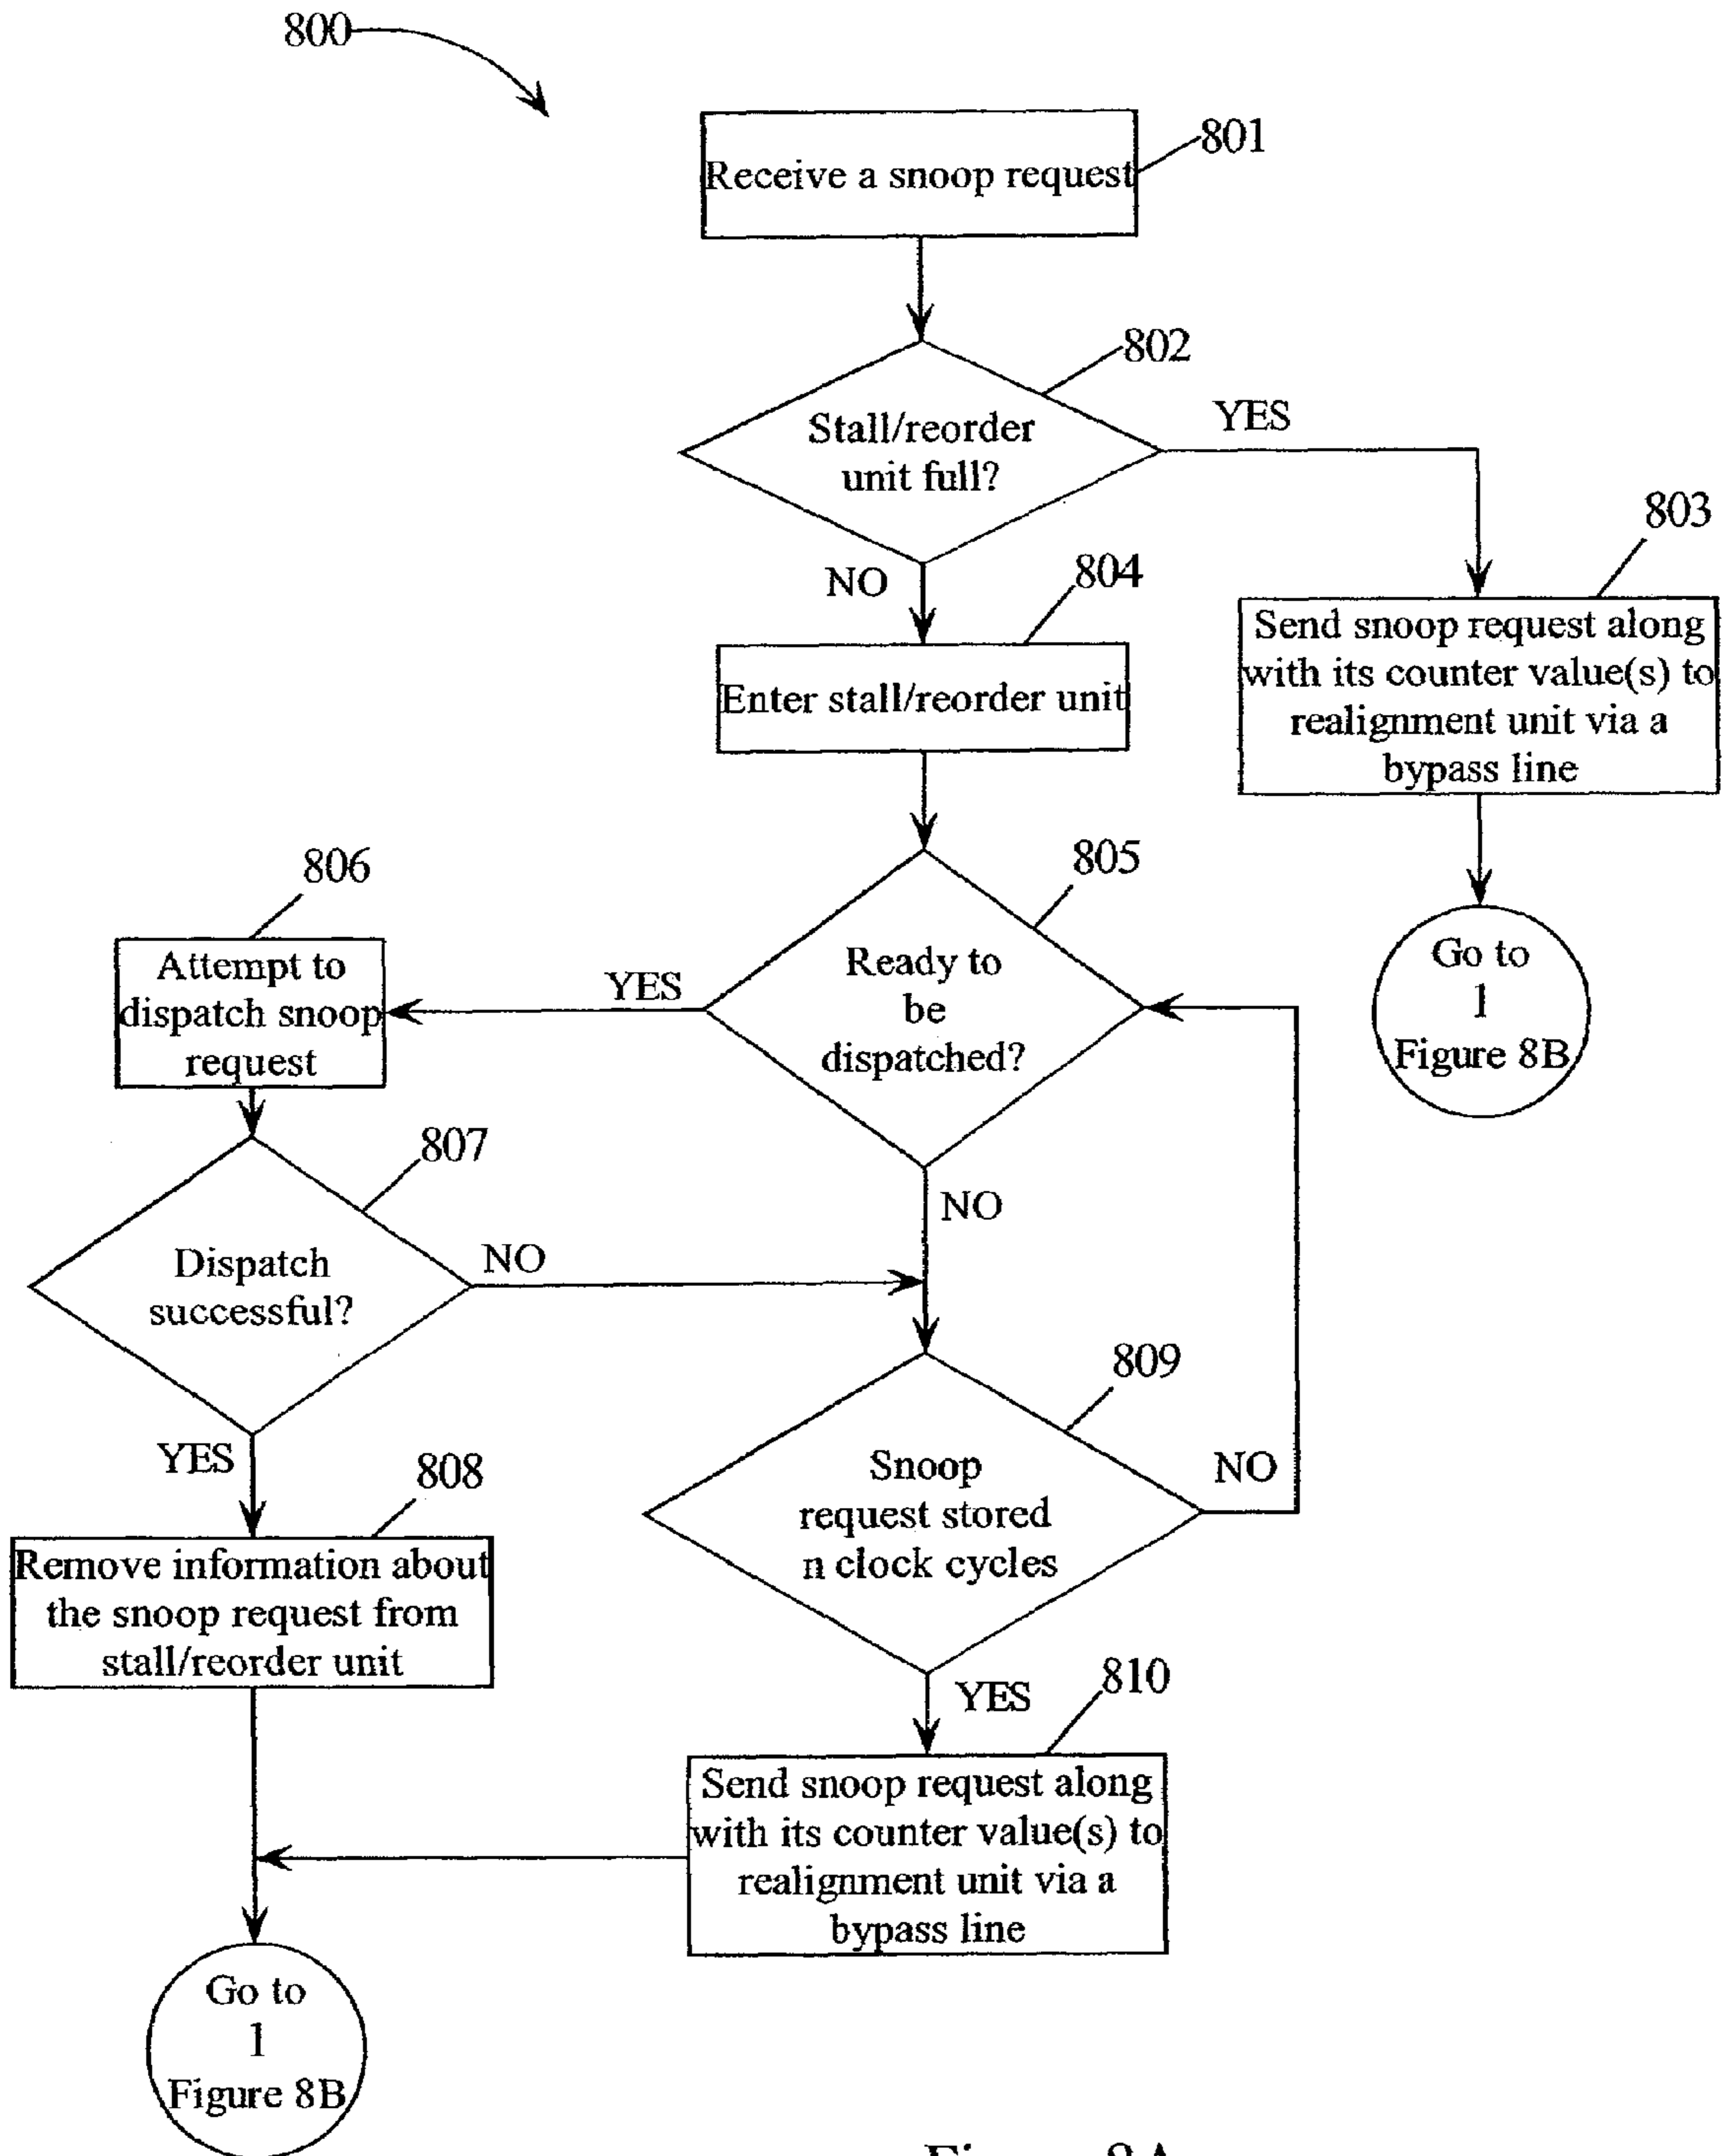 800
Receive a snoop request
801
Stall/reorder
unit full?
802
YES
NO
803
Send snoop request along
with its counter value(s) to
realignment unit via a
bypass line
804
Enter stall/reorder unit
Go to
1
Figure 8B
805
Ready to
be
dispatched?
YES
NO
806
Attempt to
dispatch snoop
request
807
Dispatch
successful?
NO
YES
808
Remove information about
the snoop request from
stall/reorder unit
809
Snoop
request stored
n clock cycles
NO
YES
810
Send snoop request along
with its counter value(s) to
realignment unit via a
bypass line
Go to
1
Figure 8B
Figure 8A